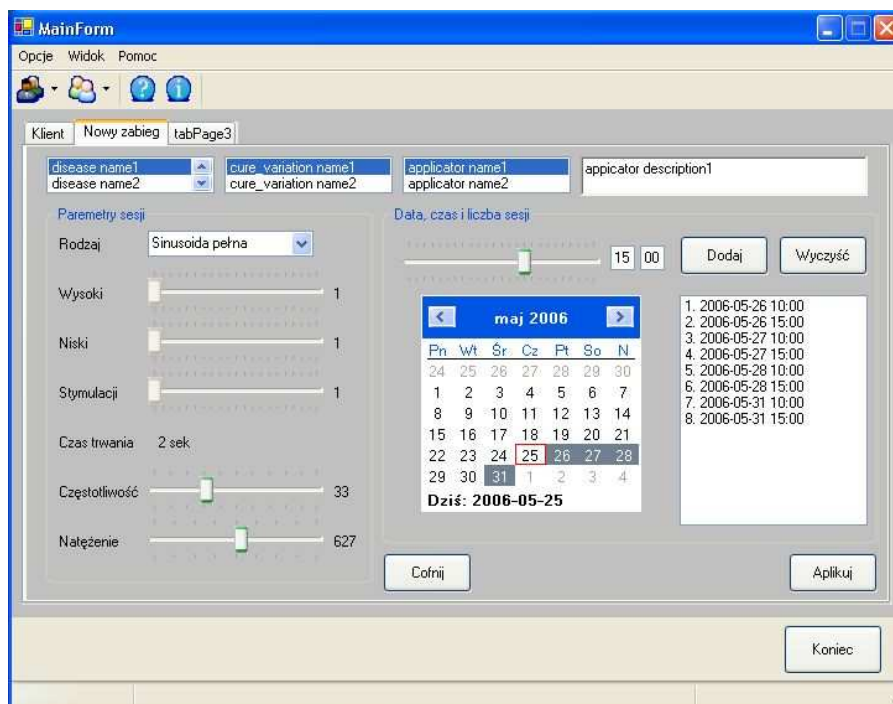 MainForm
Opcje Widok Pomoc
Klient Nowy zabieg tabPage3
disease name1 cure_variation name1 applicator name1 appicator description1
disease name2 cure_variation name2 applicator name2
Paremetry sesji
Rodzaj Sinusoida pełna
Wysoki 1
Niski 1
Stymulacji 1
Czas trwania 2 sek
Częstotliwość 33
Natężenie 627
Data, czas i liczba sesji
15 00 Dodaj Wyczyść
maj 2006
Pn Wt Śr Cz Pt So N
24 25 26 27 28 29 30
1 2 3 4 5 6 7
8 9 10 11 12 13 14
15 16 17 18 19 20 21
22 23 24 25 26 27 28
29 30 31 1 2 3 4
Dziś: 2006-05-25
1. 2006-05-26 10:00
2. 2006-05-26 15:00
3. 2006-05-27 10:00
4. 2006-05-27 15:00
5. 2006-05-28 10:00
6. 2006-05-28 15:00
7. 2006-05-31 10:00
8. 2006-05-31 15:00
Cofnij Aplikuj
Koniec